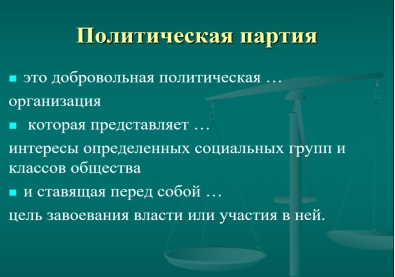 Политическая партия
это добровольная политическая …
организация
которая представляет …
интересы определенных социальных групп и
классов общества
и ставящая перед собой …
цель завоевания власти или участия в ней.